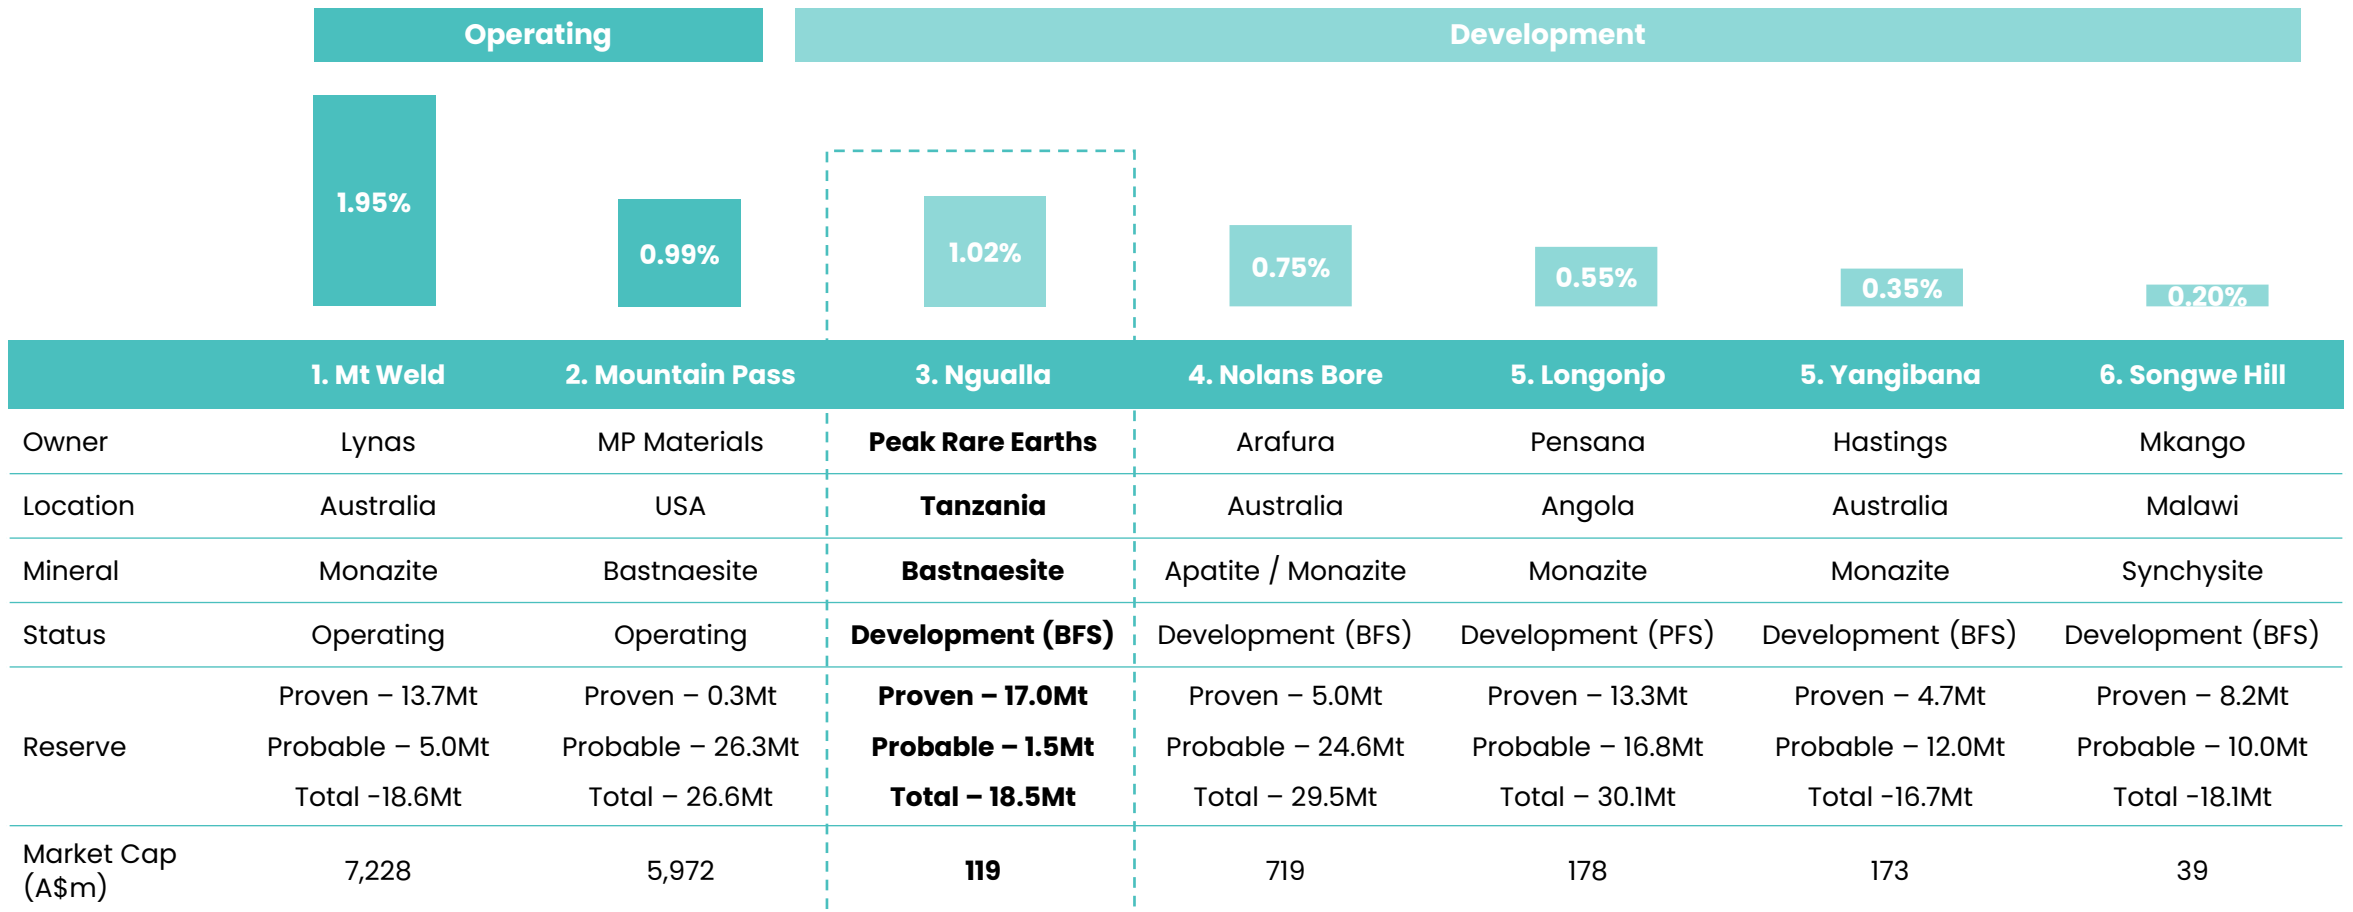 Operating
Development
1.95%
0.99%
1.02%
0.75%
0.55%
0.35%
0.20%
1. Mt Weld
2. Mountain Pass
3. Ngualla
4. Nolans Bore
5. Longonjo
5. Yangibana
6. Songwe Hill
Owner
Lynas
MP Materials
Peak Rare Earths
Arafura
Pensana
Hastings
Mkango
Location
Australia
USA
Tanzania
Australia
Angola
Australia
Malawi
Mineral
Monazite
Bastnaesite
Bastnaesite
Apatite / Monazite
Monazite
Monazite
Synchysite
Status
Operating
Operating
Development (BFS)
Development (BFS)
Development (PFS)
Development (BFS)
Development (BFS)
Reserve
Proven – 13.7Mt
Probable – 5.0Mt
Total -18.6Mt
Proven – 0.3Mt
Probable – 26.3Mt
Total – 26.6Mt
Proven – 17.0Mt
Probable – 1.5Mt
Total – 18.5Mt
Proven – 5.0Mt
Probable – 24.6Mt
Total – 29.5Mt
Proven – 13.3Mt
Probable – 16.8Mt
Total – 30.1Mt
Proven – 4.7Mt
Probable – 12.0Mt
Total -16.7Mt
Proven – 8.2Mt
Probable – 10.0Mt
Total -18.1Mt
Market Cap
(A$m)
7,228
5,972
119
719
178
173
39